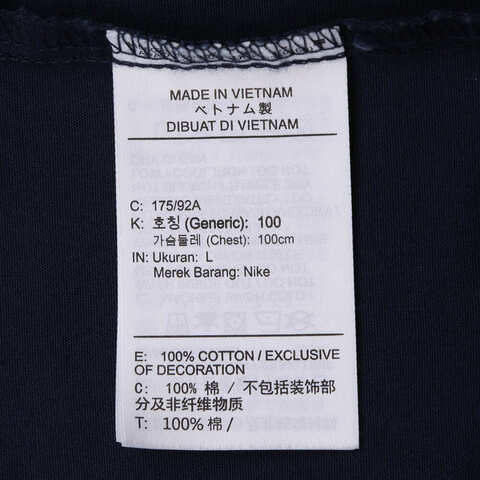 MADE IN VIETNAM
ベトナム製
DIBUAT DI VIETNAM
C: 175/92A
K: 호칭 (Generic): 100
가슴둘레 (Chest): 100cm
IN: Ukuran: L
Merek Barang: Nike
E: 100% COTTON / EXCLUSIVE
OF DECORATION
C: 100% 棉 / 不包括装饰部
分及非纤维物质
T: 100% 棉 /